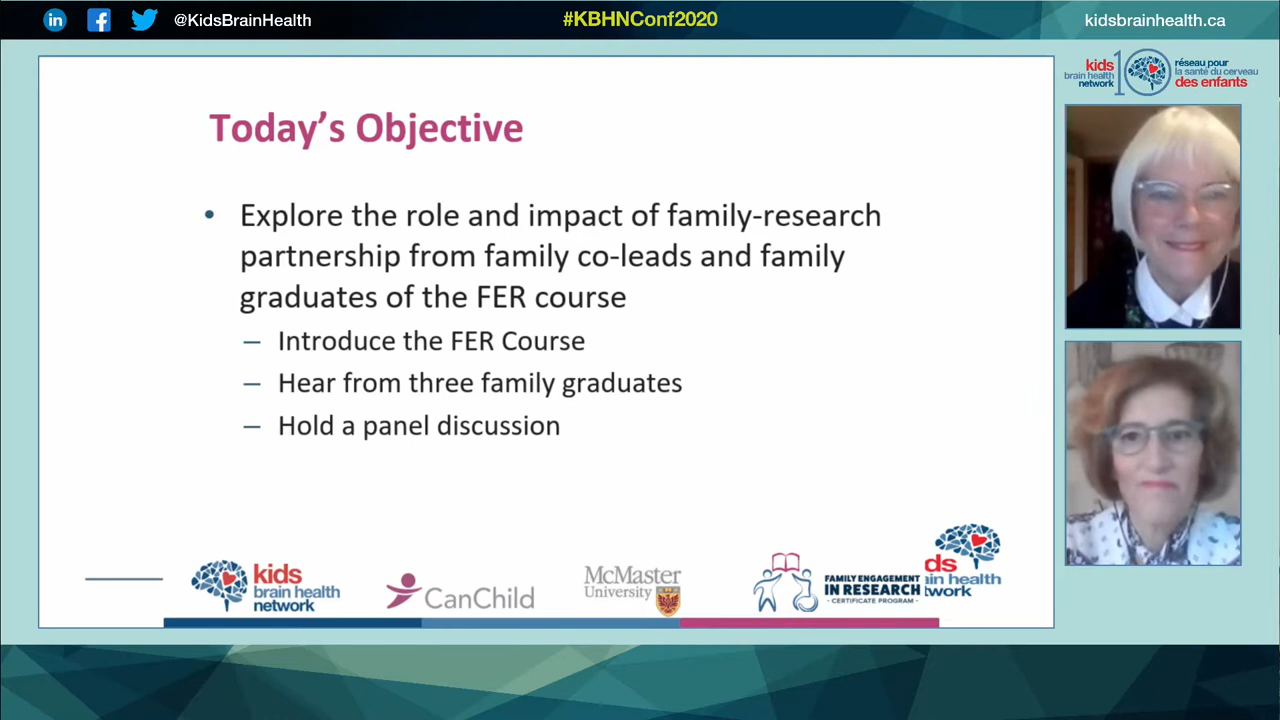 @KidsBrainHealth
#KBHNConf2020
kidsbrainhealth.ca
kids
brain health
network
10
réseau pour
la santé du cerveau
des enfants
Today's Objective
• Explore the role and impact of family-research
partnership from family co-leads and family
graduates of the FER course
– Introduce the FER Course
– Hear from three family graduates
– Hold a panel discussion
kids
brain health
network
CanChild
McMaster
University
FAMILY ENGAGEMENT
IN RESEARCH
- CERTIFICATE PROGRAM -
ds
in health
twork